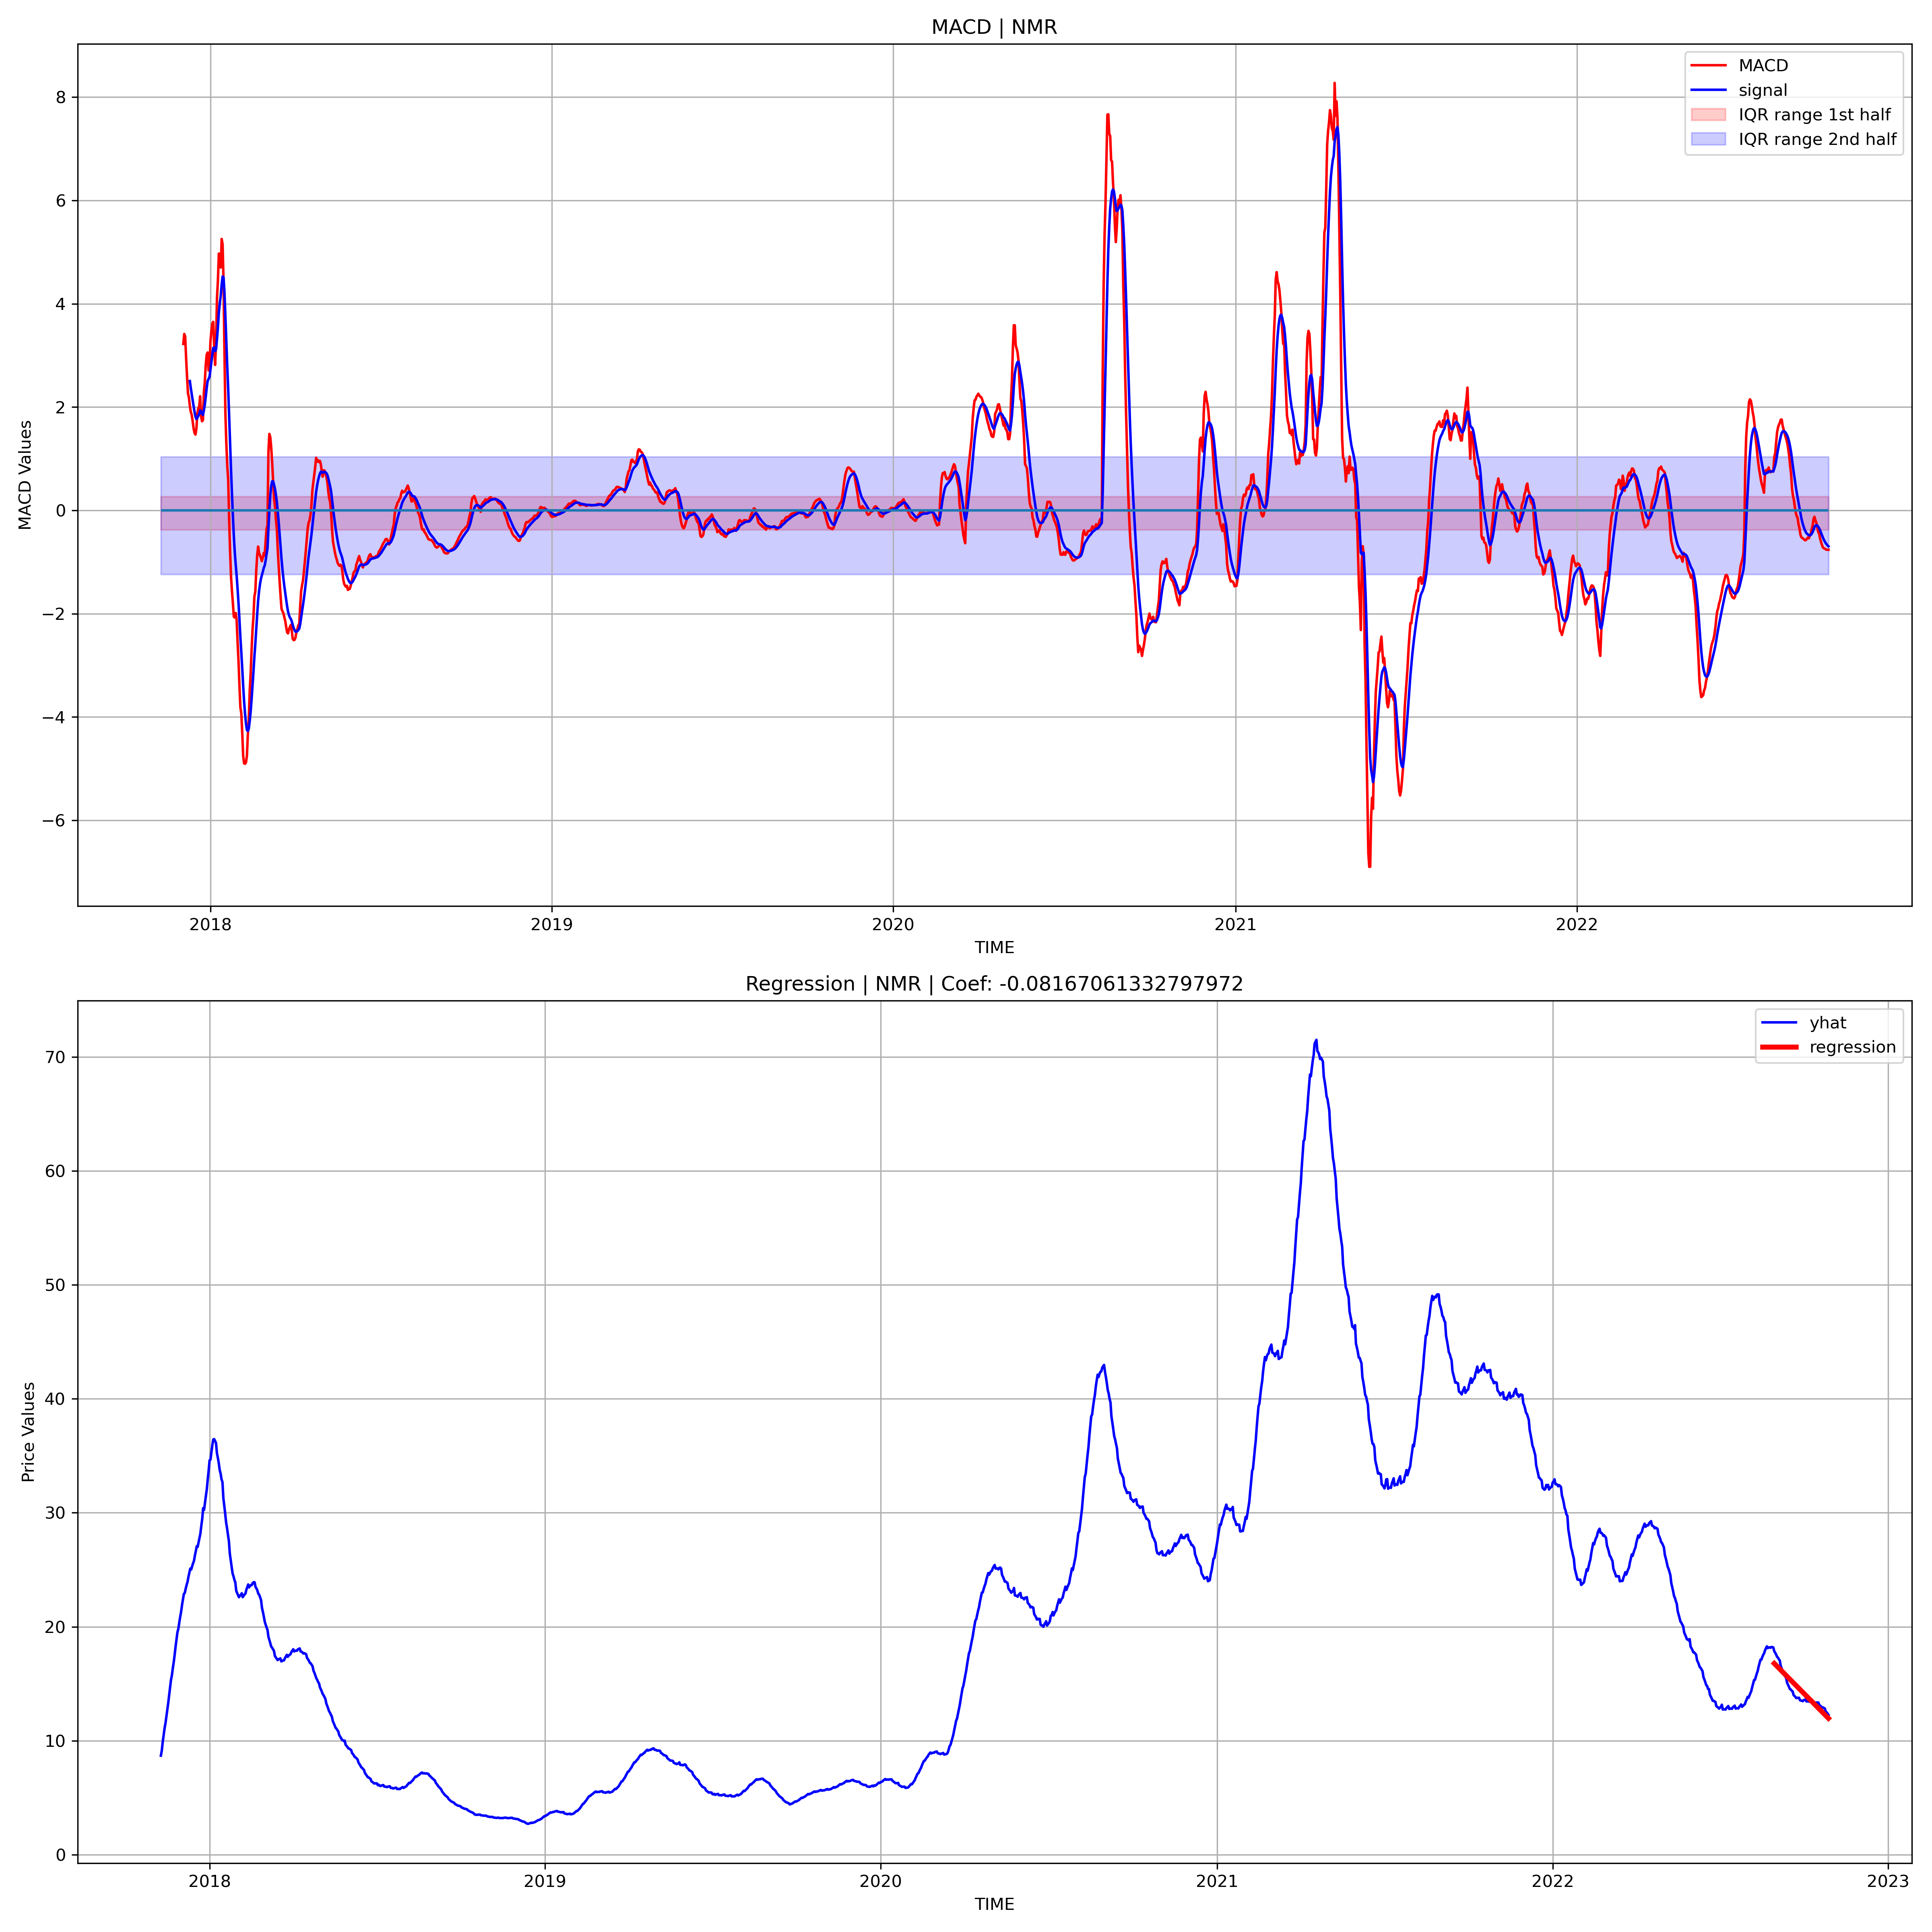 MACD | NMR
MACD
signal
IQR range 1st half
IQR range 2nd half
8
6
4
2
0
−2
−4
−6
MACD Values
2018 2019 2020 2021 2022
TIME
Regression | NMR | Coef: -0.08167061332797972
yhat
regression
70
60
50
40
30
20
10
0
Price Values
2018 2019 2020 2021 2022 2023
TIME